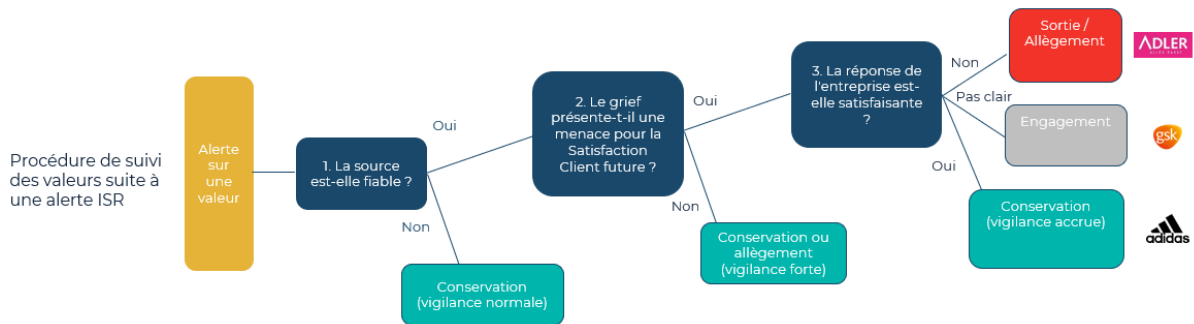 Procédure de suivi
des valeurs suite à
une alerte ISR
Alerte
sur
une
valeur
1. La source
est-elle fiable ?
Oui
Non
Conservation
(vigilance normale)
2. Le grief
présente-t-il une
menace pour la
Satisfaction
Client future ?
Oui
Non
Conservation ou
allègement
(vigilance forte)
3. La réponse de
l'entreprise est-
elle satisfaisante
?
Non
Pas clair
Oui
Sortie /
Allègement
ADLER
Engagement
gsk
Conservation
(vigilance accrue)
adidas